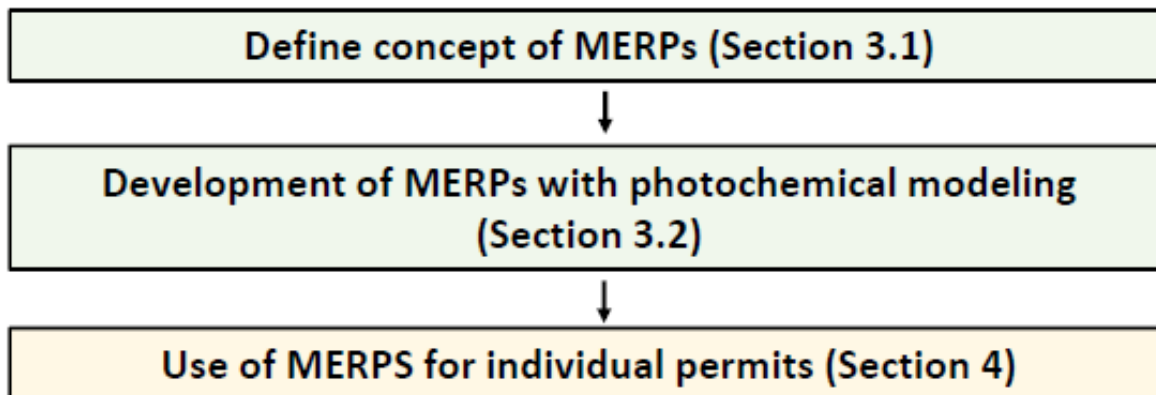 Define concept of MERPs (Section 3.1)
Development of MERPs with photochemical modeling
(Section 3.2)
Use of MERPS for individual permits (Section 4)